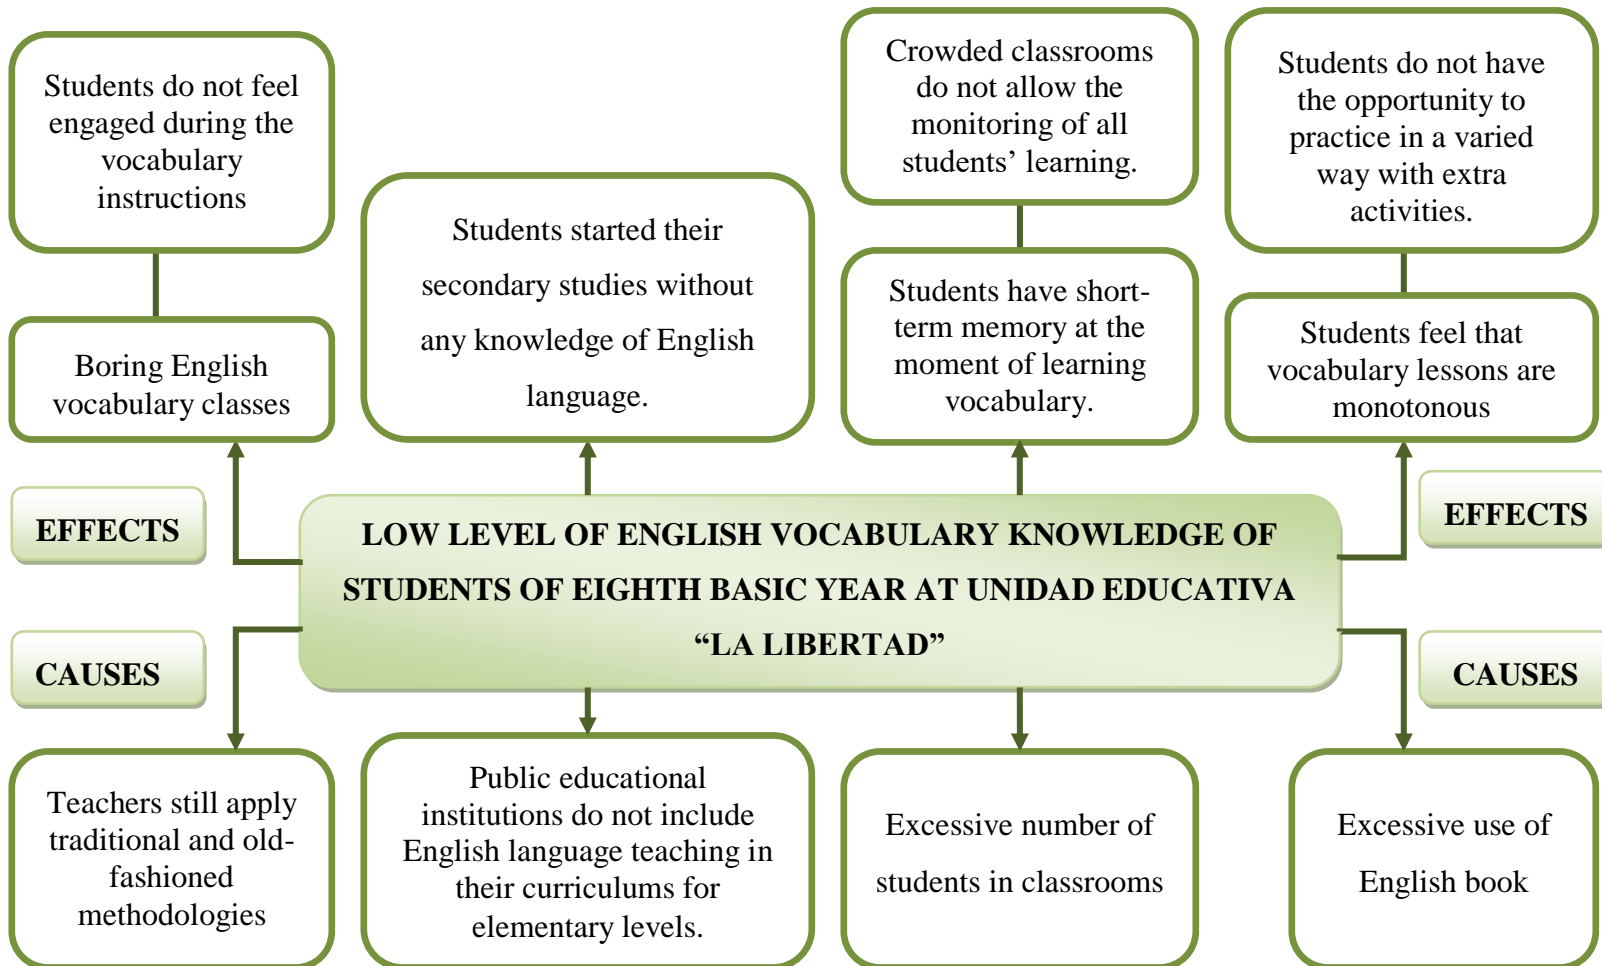 Students do not feel
engaged during the
vocabulary
instructions
Students started their
secondary studies without
any knowledge of English
language.
Crowded classrooms
do not allow the
monitoring of all
students’ learning.
Students do not have
the opportunity to
practice in a varied
way with extra
activities.
Boring English
vocabulary classes
Students have short-
term memory at the
moment of learning
vocabulary.
Students feel that
vocabulary lessons are
monotonous
EFFECTS
EFFECTS
LOW LEVEL OF ENGLISH VOCABULARY KNOWLEDGE OF
STUDENTS OF EIGHTH BASIC YEAR AT UNIDAD EDUCATIVA
“LA LIBERTAD”
CAUSES
CAUSES
Teachers still apply
traditional and old-
fashioned
methodologies
Public educational
institutions do not include
English language teaching in
their curriculums for
elementary levels.
Excessive number of
students in classrooms
Excessive use of
English book